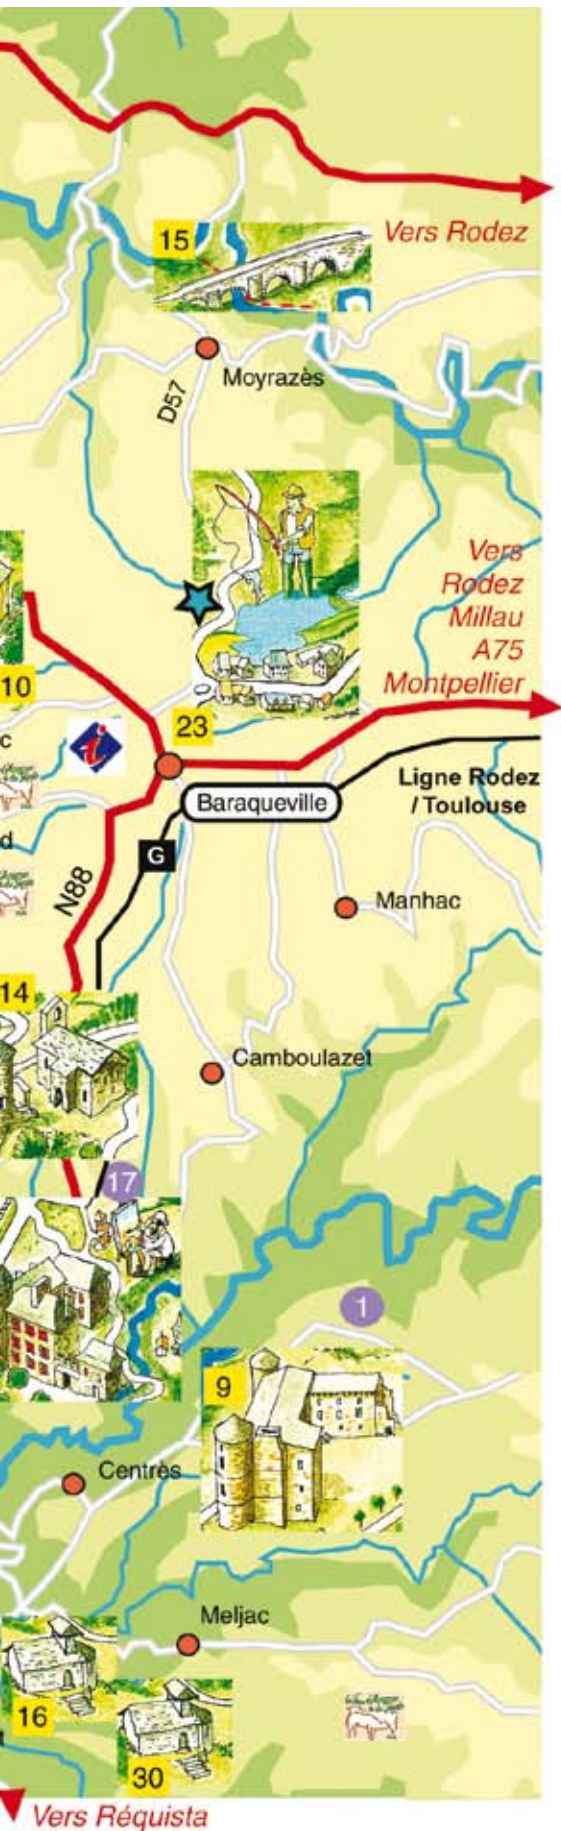 15
Vers Rodez
Moyrazès
D57
Vers
Rodez
Millau
A75
Montpellier
10
23
c
Baraqueville
Ligne Rodez
/ Toulouse
d
G
N88
Manhac
14
Camboulazet
17
1
9
Centrès
Meljac
16
30
t
Vers Réquista